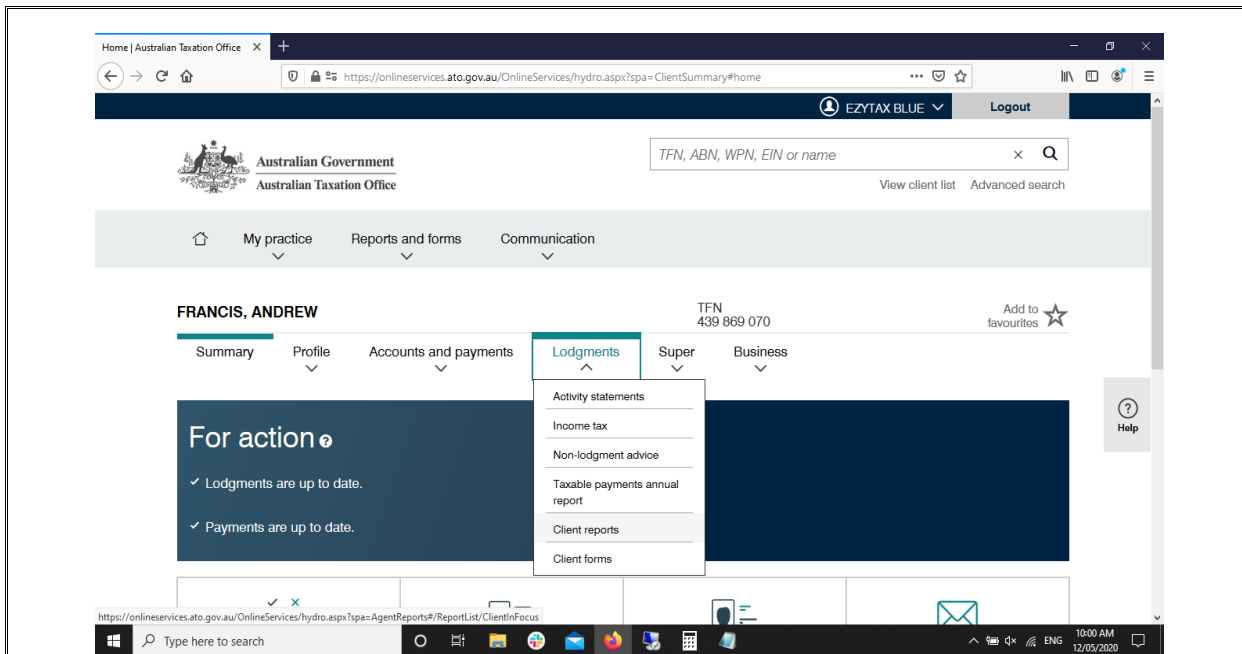 Home | Australian Taxation Office
https://onlineservices.ato.gov.au/OnlineServices/hydro.aspx?spa=ClientSummary#home
EZYTAX BLUE
Logout
Australian Government
Australian Taxation Office
TFN, ABN, WPN, EIN or name
View client list Advanced search
My practice Reports and forms Communication
FRANCIS, ANDREW
TFN
439 869 070
Add to
favourites
Summary Profile Accounts and payments Lodgments Super Business
Activity statements
Income tax
Non-lodgment advice
Taxable payments annual
report
Client reports
Client forms
For action
Lodgments are up to date.
Payments are up to date.
Help
https://onlineservices.ato.gov.au/OnlineServices/hydro.aspx?spa=AgentReports#/ReportList/ClientInFocus
Type here to search
ENG
10:00 AM
12/05/2020